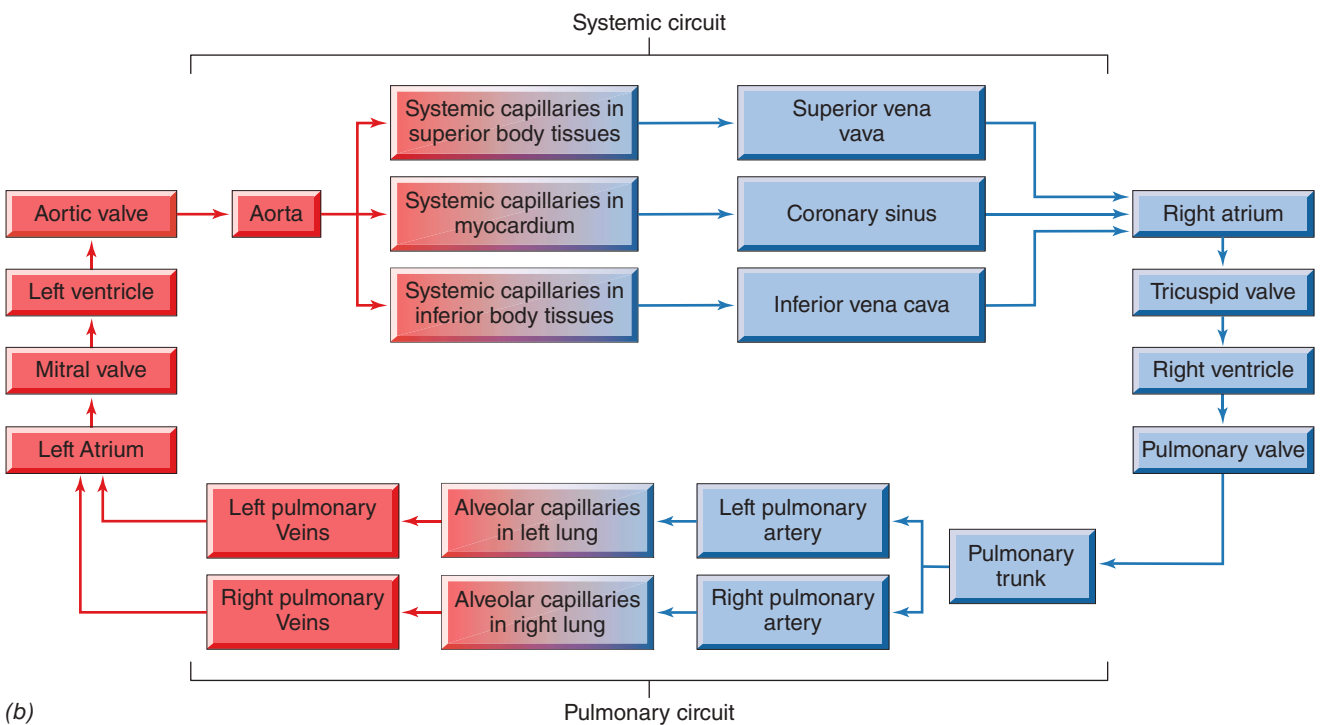 Systemic circuit
Systemic capillaries in
superior body tissues
Superior vena
vava
Aortic valve
Aorta
Systemic capillaries in
myocardium
Coronary sinus
Right atrium
Left ventricle
Systemic capillaries in
inferior body tissues
Inferior vena cava
Tricuspid valve
Mitral valve
Right ventricle
Left Atrium
Pulmonary valve
Left pulmonary
Veins
Alveolar capillaries
in left lung
Left pulmonary
artery
Pulmonary
trunk
Right pulmonary
Veins
Alveolar capillaries
in right lung
Right pulmonary
artery
(b)
Pulmonary circuit